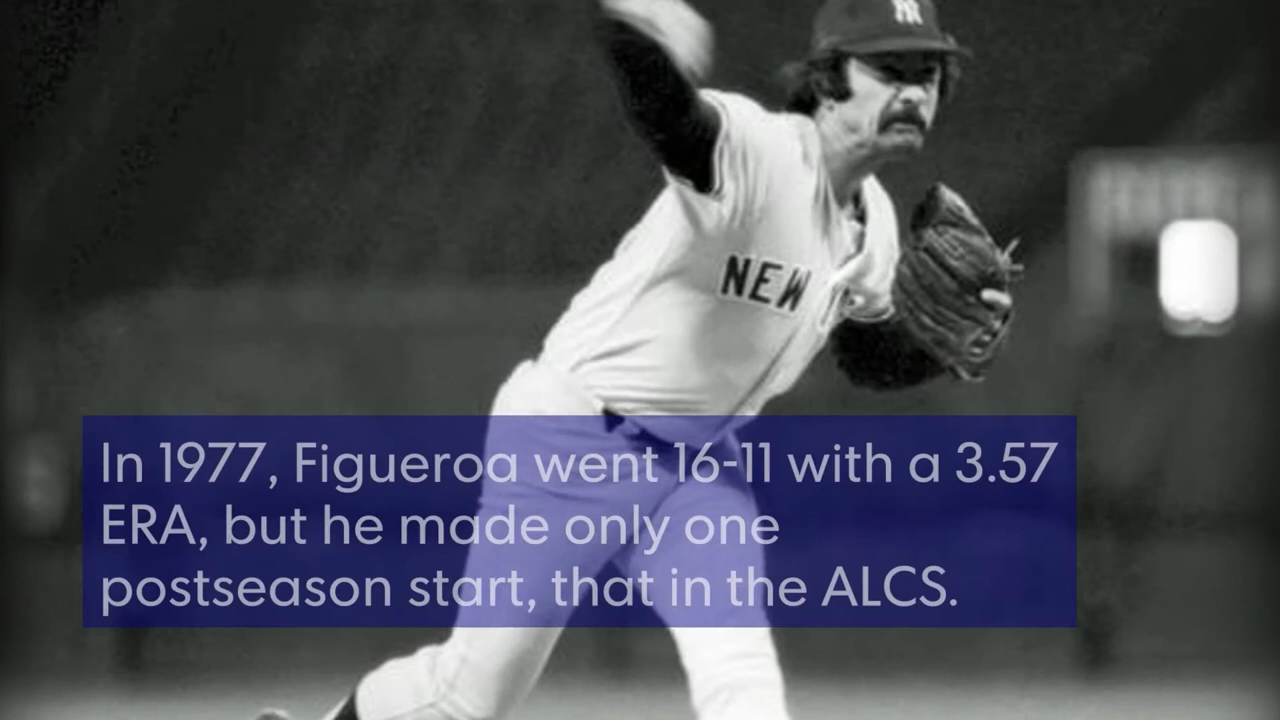 NY
NEW
In 1977, Figueroa went 16-11 with a 3.57
ERA, but he made only one
postseason start, that in the ALCS.